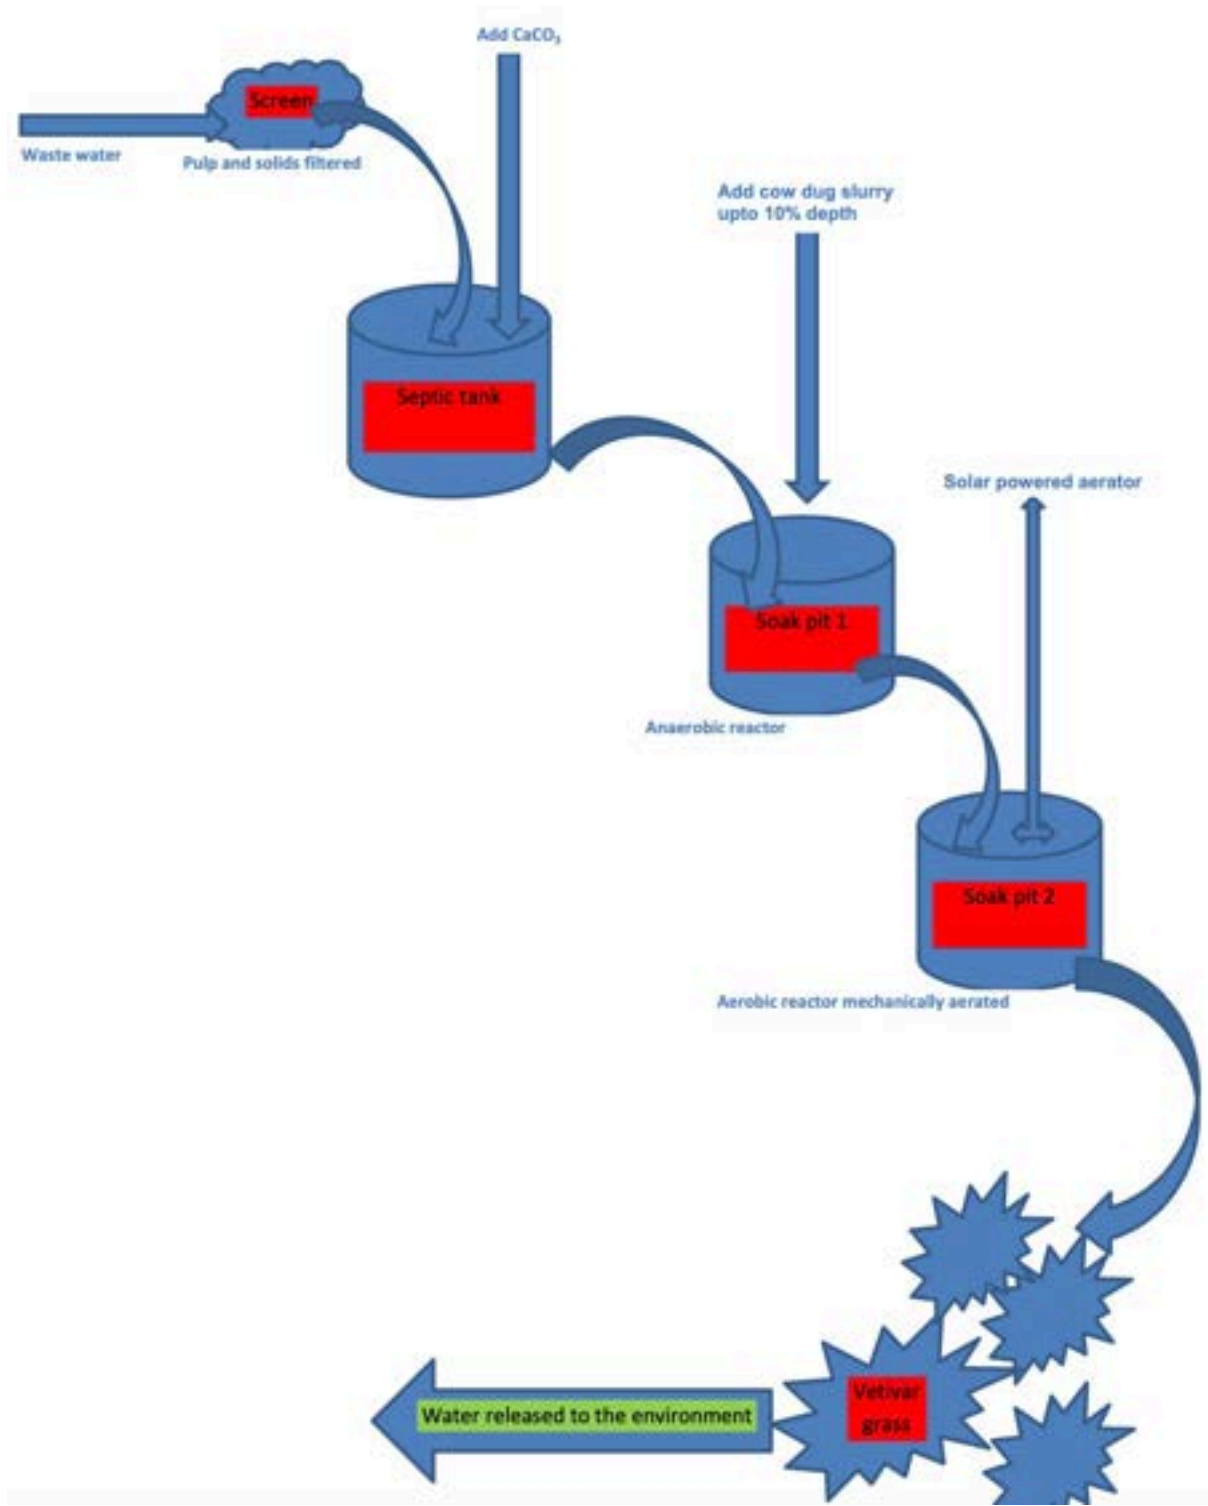 Add CaCO₃
Screen
Waste water
Pulp and solids filtered
Add cow dug slurry
upto 10% depth
Septic tank
Solar powered aerator
Soak pit 1
Anaerobic reactor
Soak pit 2
Aerobic reactor mechanically aerated
Vetivar
grass
Water released to the environment